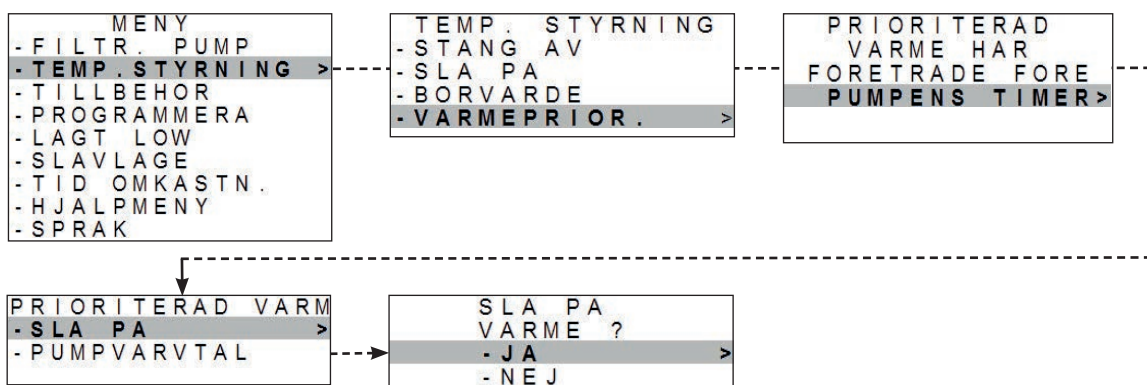 MENY
-FILTR. PUMP
-TEMP.STYRNING >
-TILLBEHOR
-PROGRAMMERA
-LAGT LOW
-SLAVLAGE
-TID OMKASTN.
-HJALPMENY
-SPRAK
TEMP. STYRNING
-STANG AV
-SLA PA
-BORVARDE
-VARMEPRIOR. >
PRIORITERAD
VARME HAR
FORETRADE FORE
PUMPENS TIMER>
PRIORITERAD VARM
-SLA PA >
-PUMPVARVTAL
SLA PA
VARME ?
-JA >
-NEJ